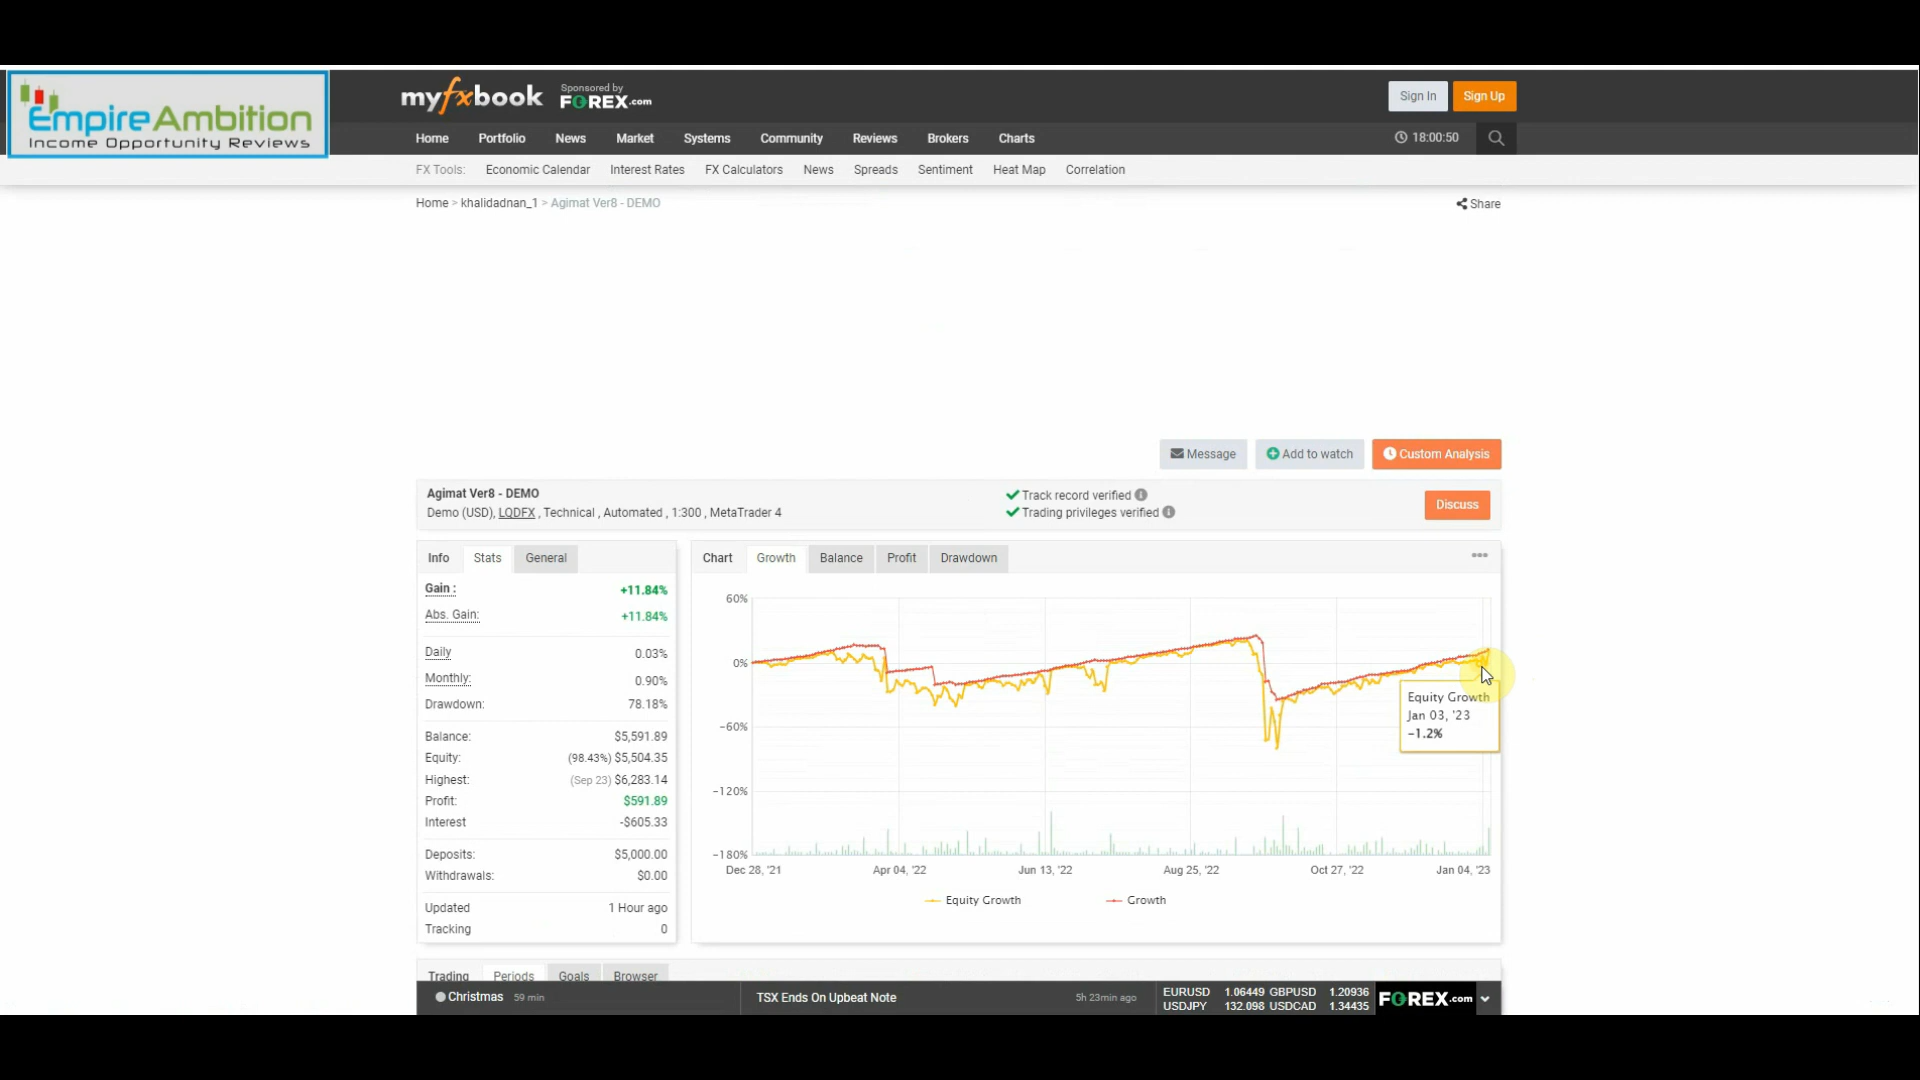 EmpireAmbition
Income Opportunity Reviews
myfxbook
Sponsored by
FOREX.com
Sign In
Sign Up
Home
Portfolio
News
Market
Systems
Community
Reviews
Brokers
Charts
18:00:50
FX Tools:
Economic Calendar
Interest Rates
FX Calculators
News
Spreads
Sentiment
Heat Map
Correlation
Home > khalidadnan_1 > Agimat Ver8 - DEMO
Share
Message
Add to watch
Custom Analysis
Agimat Ver8 - DEMO
Demo (USD), LQDFX , Technical , Automated , 1:300 , MetaTrader 4
Track record verified
Trading privileges verified
Discuss
Info
Stats
General
Gain : +11.84%
Abs. Gain: +11.84%
Daily 0.03%
Monthly: 0.90%
Drawdown: 78.18%
Balance: $5,591.89
Equity: (98.43%) $5,504.35
Highest: (Sep 23) $6,283.14
Profit: $591.89
Interest -$605.33
Deposits: $5,000.00
Withdrawals: $0.00
Updated 1 Hour ago
Tracking 0
Chart
Growth
Balance
Profit
Drawdown
60%
0%
−60%
−120%
−180%
Dec 28, '21
Apr 04, '22
Jun 13, '22
Aug 25, '22
Oct 27, '22
Jan 04, '23
Equity Growth
Jan 03, '23
−1.2%
Equity Growth
Growth
Trading
Periods
Goals
Browser
Christmas 59 min
TSX Ends On Upbeat Note
5h 23min ago
EURUSD 1.06449 GBPUSD 1.20936
USDJPY 132.098 USDCAD 1.34435
FOREX.com